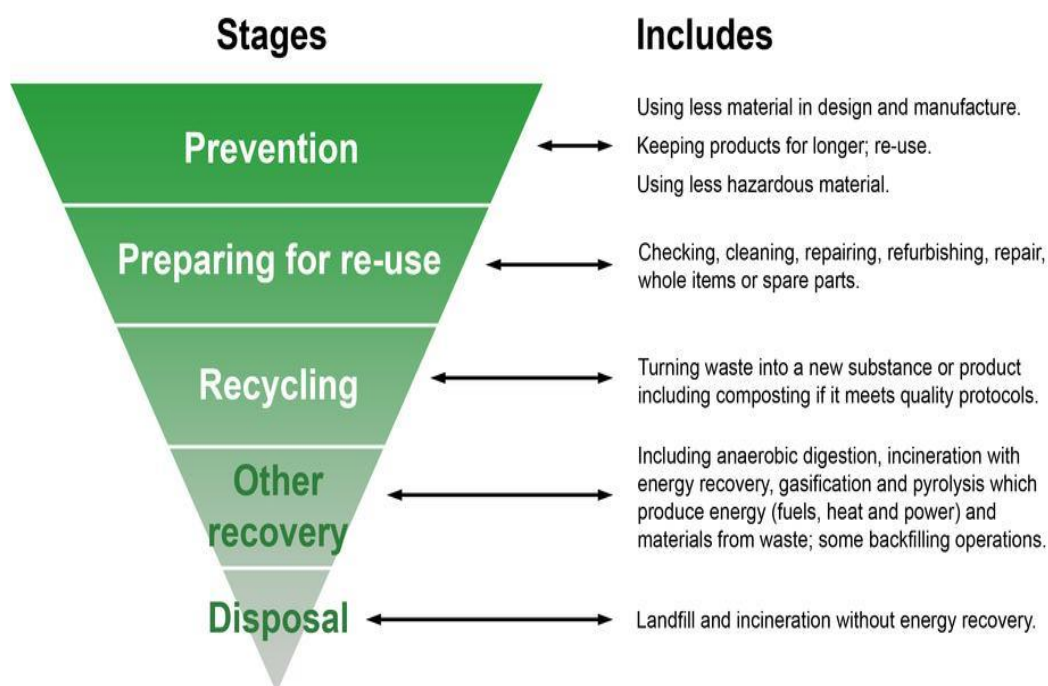 Stages
Includes
Prevention
Using less material in design and manufacture.
Keeping products for longer; re-use.
Using less hazardous material.
Preparing for re-use
Checking, cleaning, repairing, refurbishing, repair,
whole items or spare parts.
Recycling
Turning waste into a new substance or product
including composting if it meets quality protocols.
Other
recovery
Including anaerobic digestion, incineration with
energy recovery, gasification and pyrolysis which
produce energy (fuels, heat and power) and
materials from waste; some backfilling operations.
Disposal
Landfill and incineration without energy recovery.